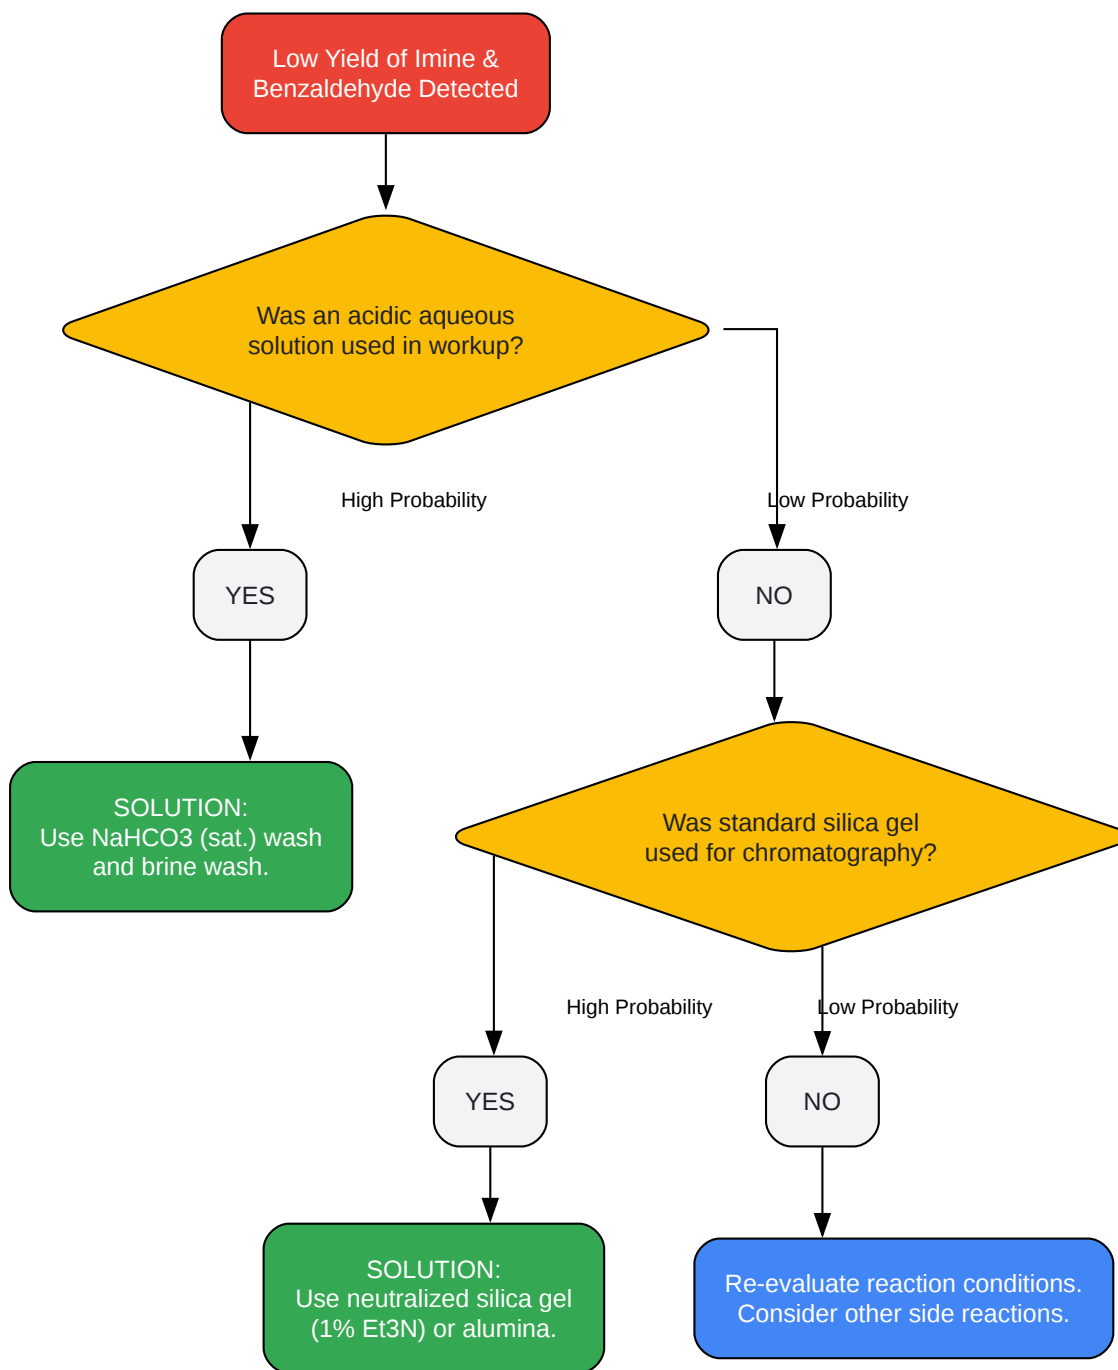 Low Yield of Imine &
Benzaldehyde Detected
Was an acidic aqueous
solution used in workup?
High Probability
Low Probability
YES
NO
SOLUTION:
Use NaHCO3 (sat.) wash
and brine wash.
Was standard silica gel
used for chromatography?
High Probability
Low Probability
YES
NO
SOLUTION:
Use neutralized silica gel
(1% Et3N) or alumina.
Re-evaluate reaction conditions.
Consider other side reactions.